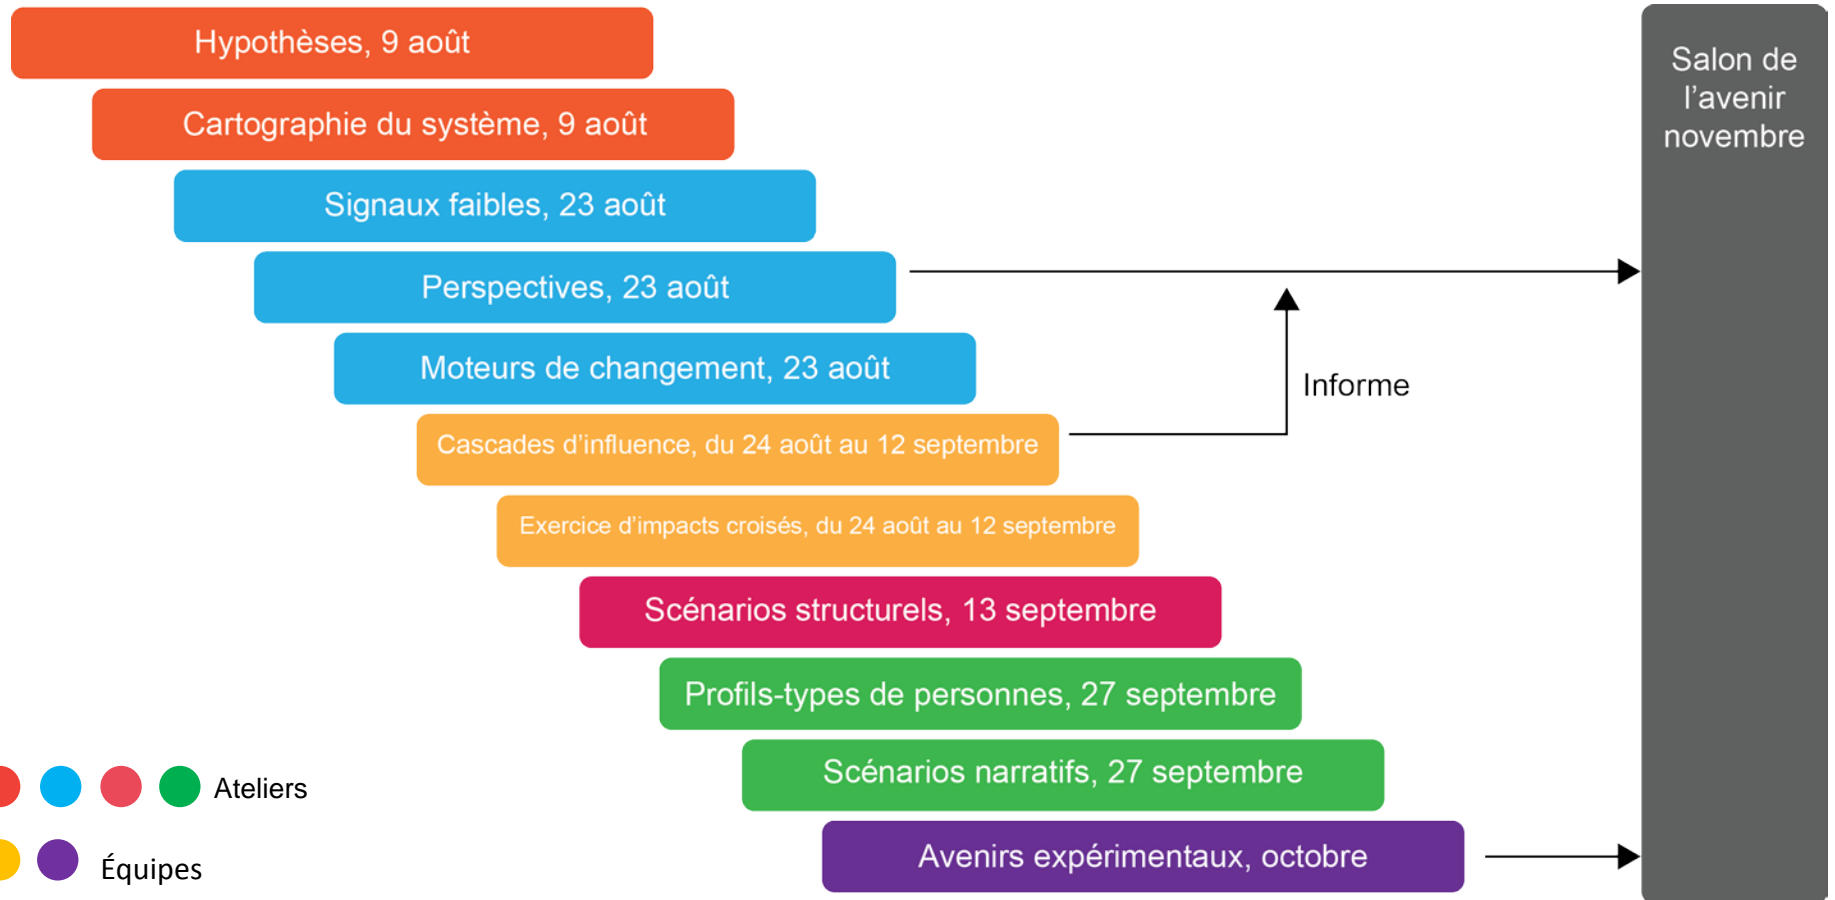 Hypothèses, 9 août
Cartographie du système, 9 août
Signaux faibles, 23 août
Perspectives, 23 août
Moteurs de changement, 23 août
Cascades d'influence, du 24 août au 12 septembre
Exercice d'impacts croisés, du 24 août au 12 septembre
Scénarios structurels, 13 septembre
Profils-types de personnes, 27 septembre
Scénarios narratifs, 27 septembre
Avenirs expérimentaux, octobre
Informe
Salon de
l'avenir
novembre
Ateliers
Équipes